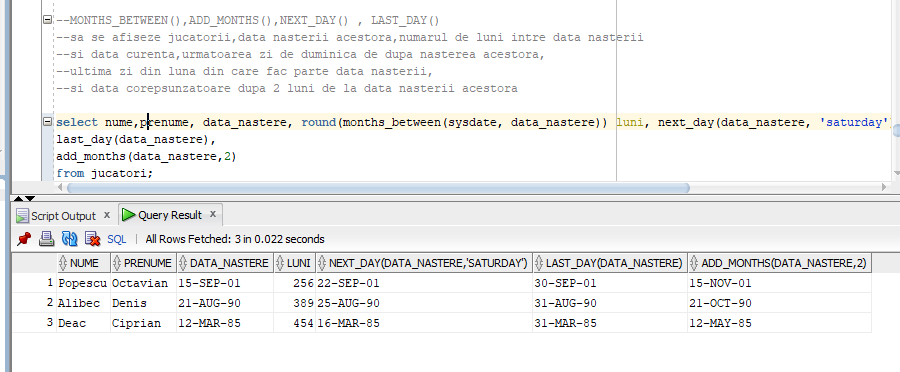 --MONTHS_BETWEEN(),ADD_MONTHS(),NEXT_DAY() , LAST_DAY()
--sa se afiseze jucatorii,data nasterii acestora,numarul de luni intre data nasterii
--si data curenta,urmatoarea zi de duminica de dupa nasterea acestora,
--ultima zi din luna din care fac parte data nasterii,
--si data corepsunzatoare dupa 2 luni de la data nasterii acestora
select nume,prenume, data_nastere, round(months_between(sysdate, data_nastere)) luni, next_day(data_nastere, 'saturday'
last_day(data_nastere),
add_months(data_nastere,2)
from jucatori;
Script Output x Query Result x
SQL | All Rows Fetched: 3 in 0.022 seconds
NUME PRENUME DATA_NASTERE LUNI NEXT_DAY(DATA_NASTERE,'SATURDAY') LAST_DAY(DATA_NASTERE) ADD_MONTHS(DATA_NASTERE,2)
1 Popescu Octavian 15-SEP-01 256 22-SEP-01 30-SEP-01 15-NOV-01
2 Alibec Denis 21-AUG-90 389 25-AUG-90 31-AUG-90 21-OCT-90
3 Deac Ciprian 12-MAR-85 454 16-MAR-85 31-MAR-85 12-MAY-85